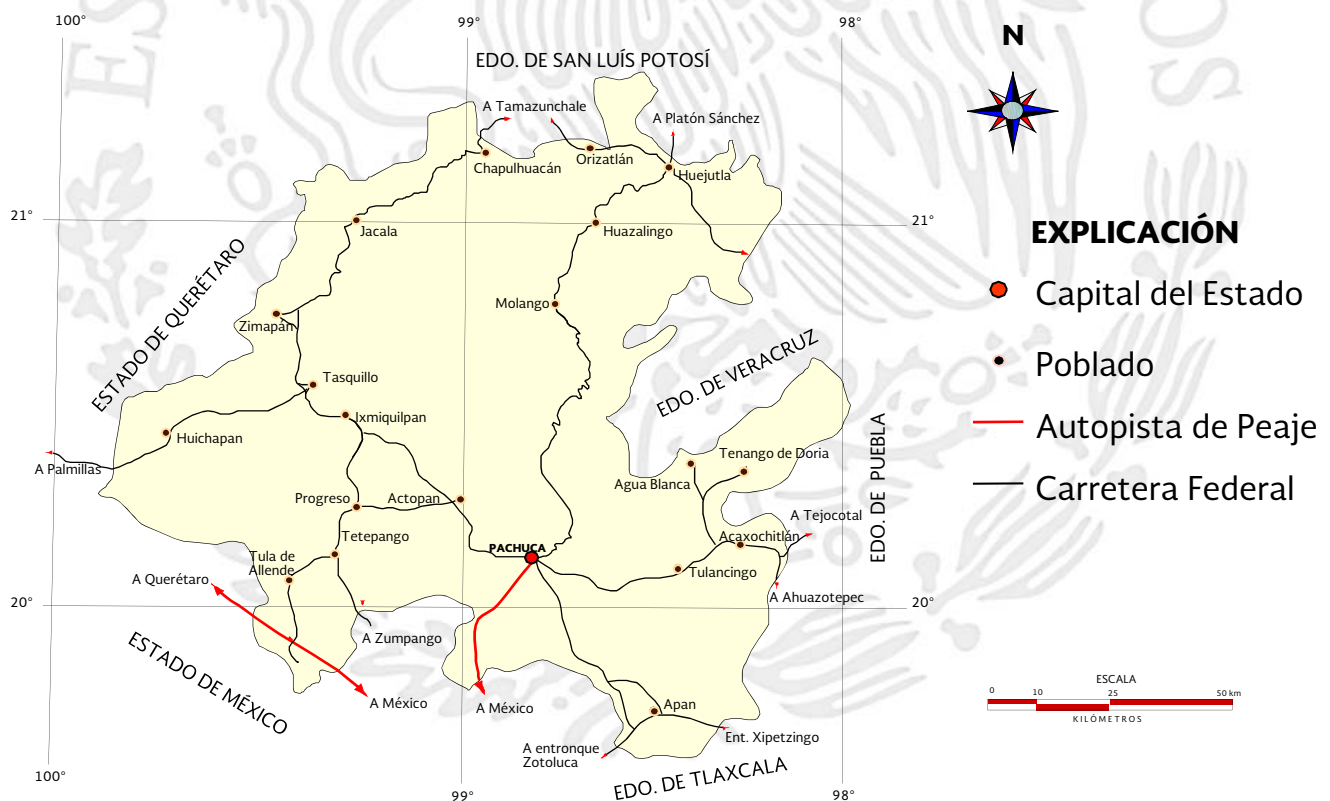 100°
99°
98°
N
EDO. DE SAN LUÍS POTOSÍ
A Tamazunchale
A Platón Sánchez
Chapulhuacán
Orizatlán
Huejutla
21°
21°
Jacala
Huazalingo
EXPLICACIÓN
Capital del Estado
Poblado
Autopista de Peaje
Carretera Federal
ESTADO DE QUERÉTARO
Molango
Zimapán
EDO. DE VERACRUZ
Tasquillo
Ixmiquilpan
Huichapan
A Palmillas
EDO. DE PUEBLA
Tenango de Doria
Agua Blanca
Progreso
Actopan
A Tejocotal
Tetepango
PACHUCA
Acaxochitlán
Tula de
Allende
Tulancingo
A Querétaro
A Ahuazotepec
20°
20°
A Zumpango
ESTADO DE MÉXICO
A México
A México
Apan
Ent. Xipetzingo
A entronque
Zotoluca
EDO. DE TLAXCALA
ESCALA
0 10 25 50 km
KILÓMETROS
100°
99°
98°